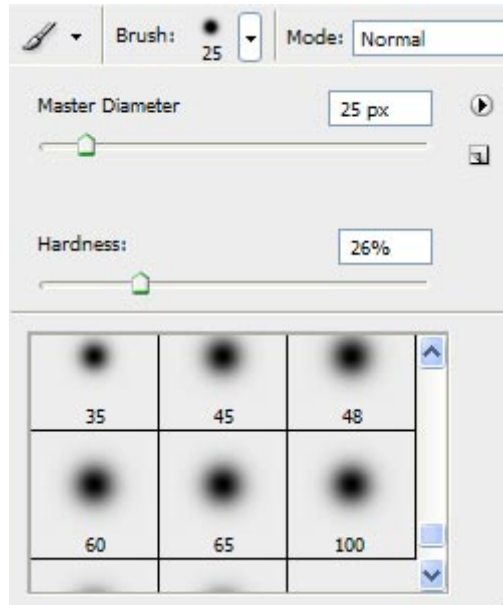 Brush: 25 Mode: Normal
Master Diameter 25 px
Hardness: 26%
35 45 48
60 65 100